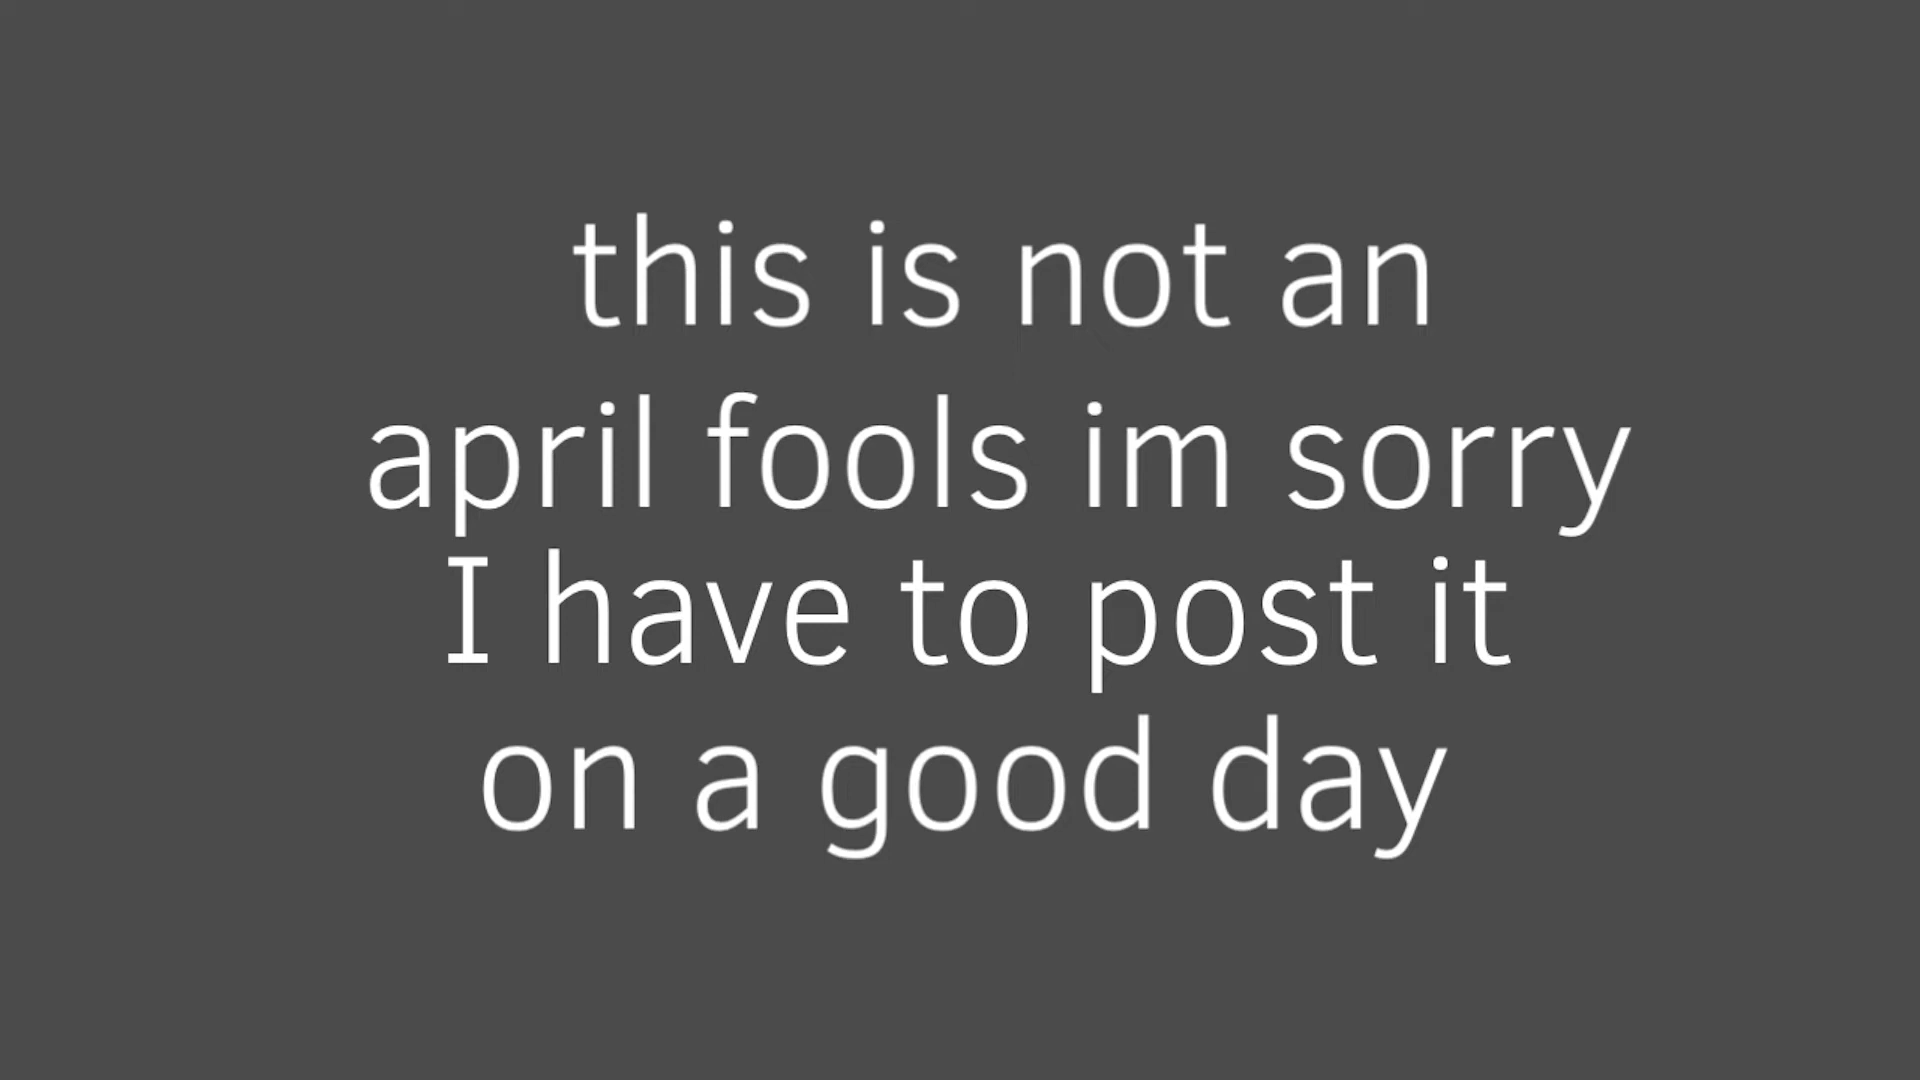 this is not an
april fools im sorry
I have to post it
on a good day